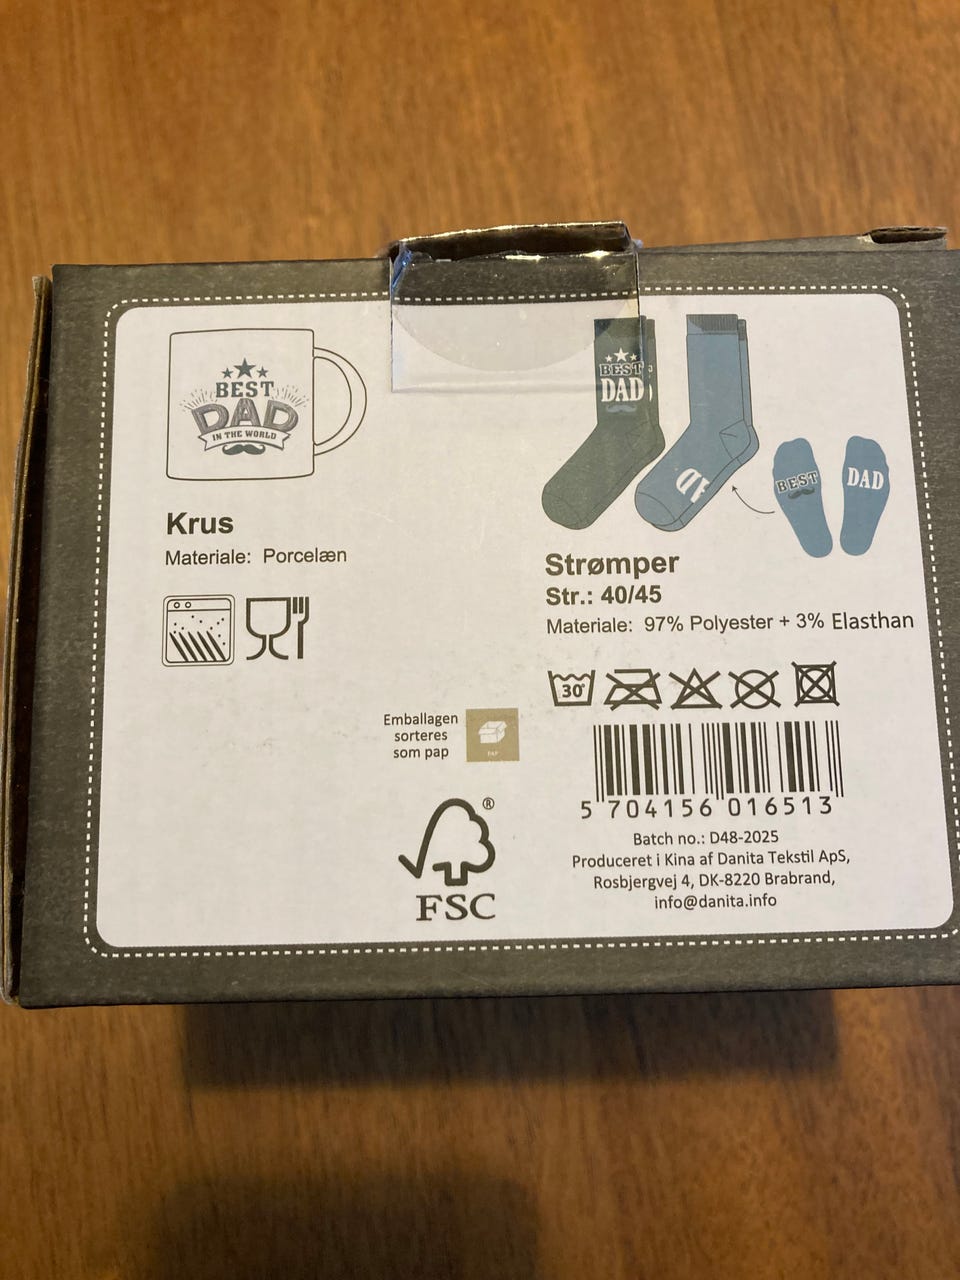 BEST
DAD
IN THE WORLD
Krus
Materiale: Porcelæn
BEST
DAD
BEST
DAD
Strømper
Str.: 40/45
Materiale: 97% Polyester + 3% Elasthan
30°
Emballagen
sorteres
som pap
PAP
®
FSC
5 704156 016513
Batch no.: D48-2025
Produceret i Kina af Danita Tekstil ApS,
Rosbjergvej 4, DK-8220 Brabrand,
info@danita.info